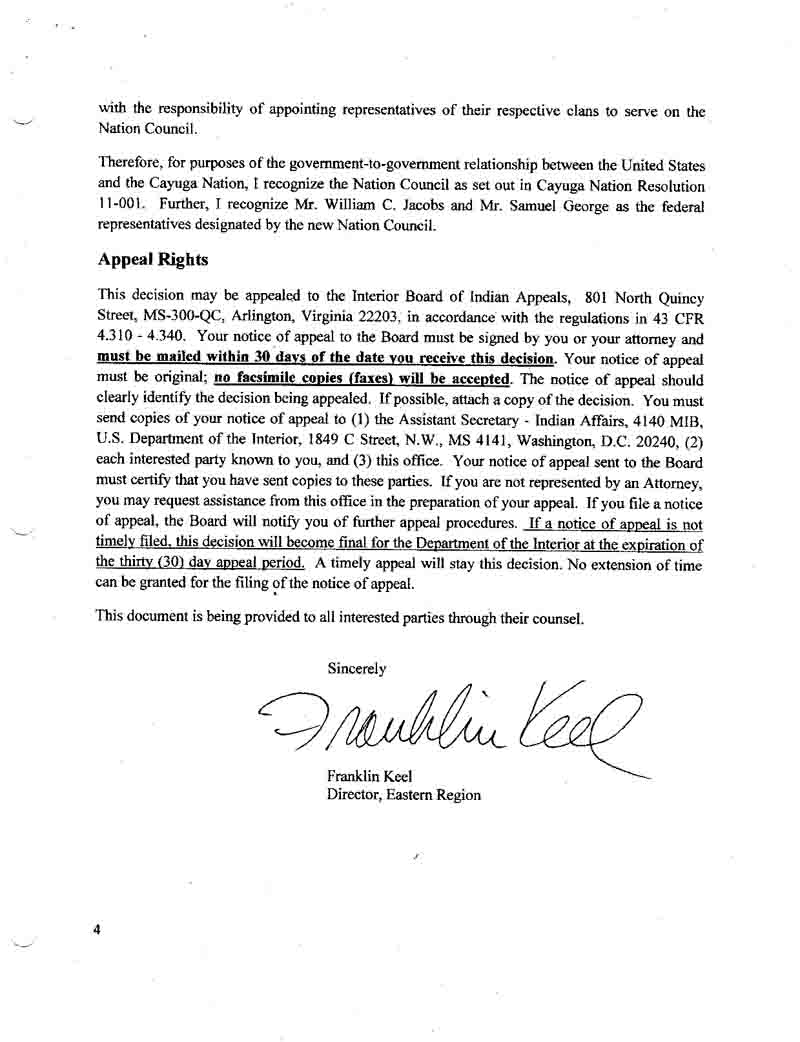 with the responsibility of appointing representatives of their respective clans to serve on the
Nation Council.
Therefore, for purposes of the government-to-government relationship between the United States
and the Cayuga Nation, I recognize the Nation Council as set out in Cayuga Nation Resolution
11-001. Further, I recognize Mr. William C. Jacobs and Mr. Samuel George as the federal
representatives designated by the new Nation Council.
Appeal Rights
This decision may be appealed to the Interior Board of Indian Appeals, 801 North Quincy
Street, MS-300-QC, Arlington, Virginia 22203, in accordance with the regulations in 43 CFR
4.310 - 4.340. Your notice of appeal to the Board must be signed by you or your attorney and
must be mailed within 30 days of the date you receive this decision. Your notice of appeal
must be original; no facsimile copies (faxes) will be accepted. The notice of appeal should
clearly identify the decision being appealed. If possible, attach a copy of the decision. You must
send copies of your notice of appeal to (1) the Assistant Secretary - Indian Affairs, 4140 MIB,
U.S. Department of the Interior, 1849 C Street, N.W., MS 4141, Washington, D.C. 20240, (2)
each interested party known to you, and (3) this office. Your notice of appeal sent to the Board
must certify that you have sent copies to these parties. If you are not represented by an Attorney,
you may request assistance from this office in the preparation of your appeal. If you file a notice
of appeal, the Board will notify you of further appeal procedures. If a notice of appeal is not
timely filed, this decision will become final for the Department of the Interior at the expiration of
the thirty (30) day appeal period. A timely appeal will stay this decision. No extension of time
can be granted for the filing of the notice of appeal.
This document is being provided to all interested parties through their counsel.
Sincerely
Franklin Keel
Franklin Keel
Director, Eastern Region
4